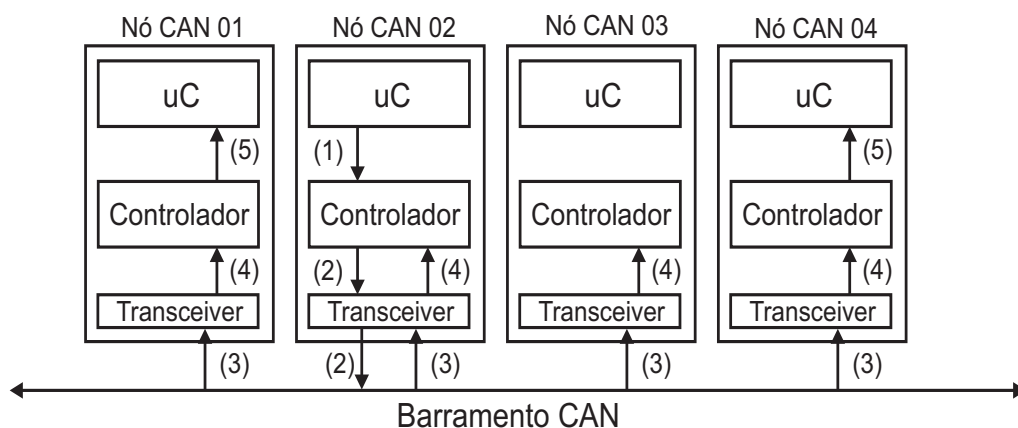 Nó CAN 01 Nó CAN 02 Nó CAN 03 Nó CAN 04
uC uC uC uC
(5) (1) (5)
Controlador Controlador Controlador Controlador
(4) (2) (4) (4) (4)
Transceiver Transceiver Transceiver Transceiver
(3) (2) (3) (3) (3)
Barramento CAN